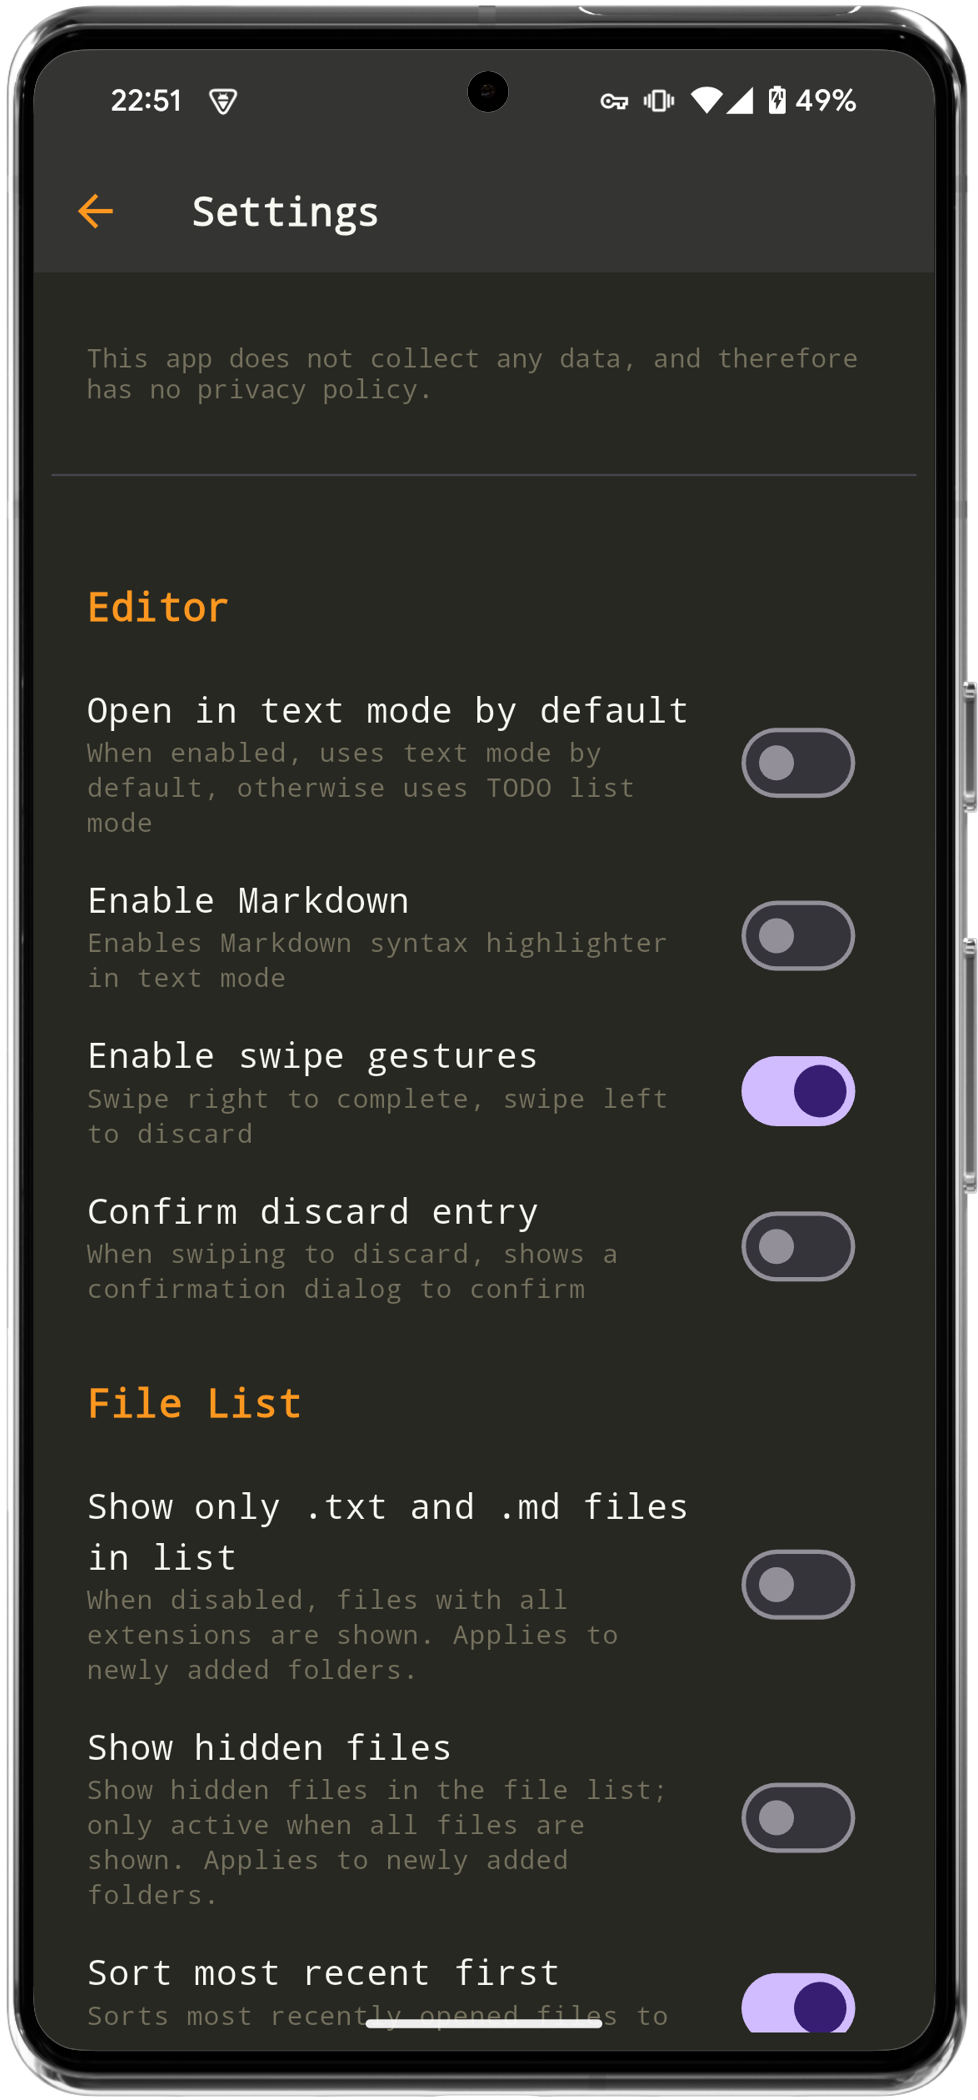 22:51
49%
Settings
This app does not collect any data, and therefore
has no privacy policy.
Editor
Open in text mode by default
When enabled, uses text mode by
default, otherwise uses TODO list
mode
Enable Markdown
Enables Markdown syntax highlighter
in text mode
Enable swipe gestures
Swipe right to complete, swipe left
to discard
Confirm discard entry
When swiping to discard, shows a
confirmation dialog to confirm
File List
Show only .txt and .md files
in list
When disabled, files with all
extensions are shown. Applies to
newly added folders.
Show hidden files
Show hidden files in the file list;
only active when all files are
shown. Applies to newly added
folders.
Sort most recent first
Sorts most recently opened files to